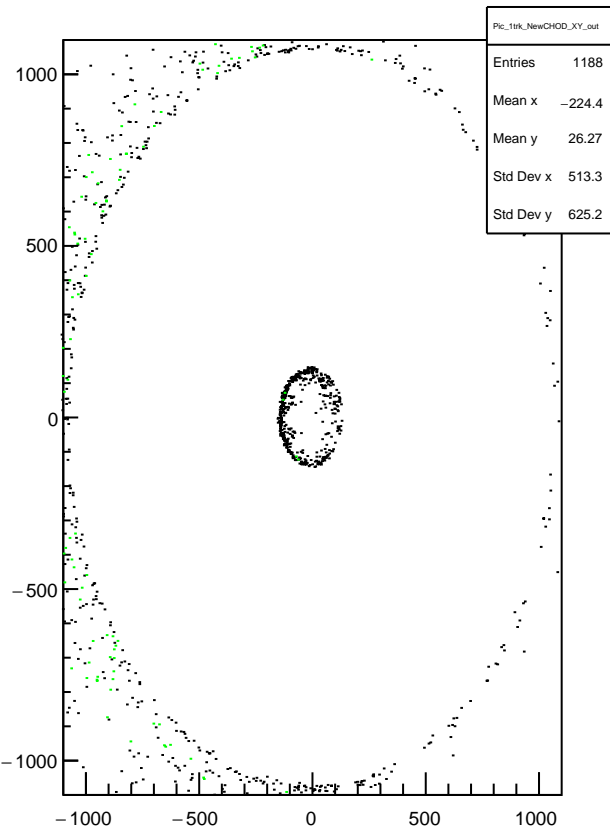 Pic_1trk_NewCHOD_XY_out
Entries 1188
Mean x −224.4
Mean y 26.27
Std Dev x 513.3
Std Dev y 625.2
1000
500
0
−500
−1000
−1000 −500 0 500 1000